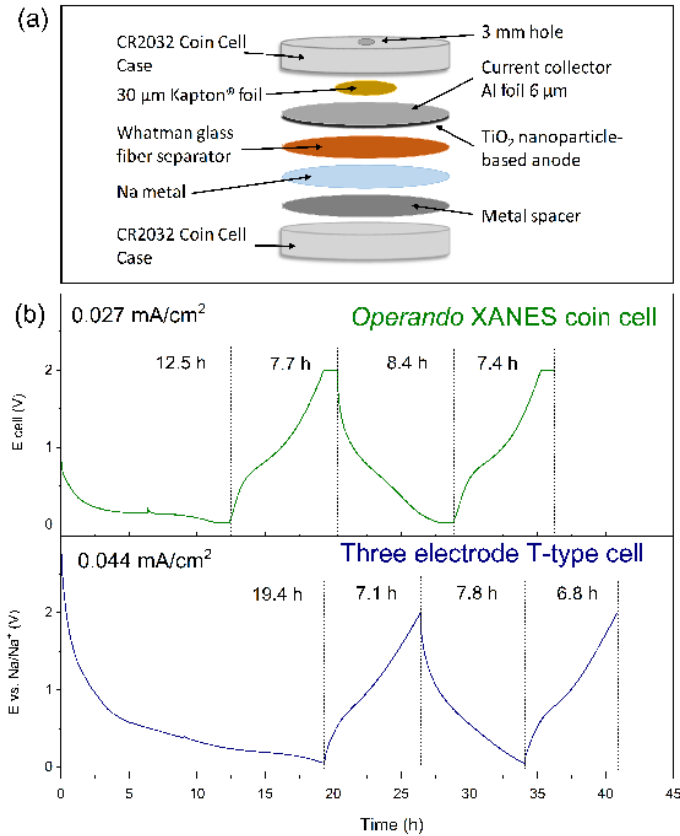 (a)
CR2032 Coin Cell
Case
3 mm hole
30 µm Kapton® foil
Current collector
Al foil 6 µm
Whatman glass
fiber separator
TiO2 nanoparticle-
based anode
Na metal
Metal spacer
CR2032 Coin Cell
Case
(b)
0.027 mA/cm²
Operando XANES coin cell
12.5 h
7.7 h
8.4 h
7.4 h
E cell (V)
2
1
0
0.044 mA/cm²
Three electrode T-type cell
19.4 h
7.1 h
7.8 h
6.8 h
E vs. Na/Na⁺ (V)
2
1
0
0 5 10 15 20 25 30 35 40 45
Time (h)